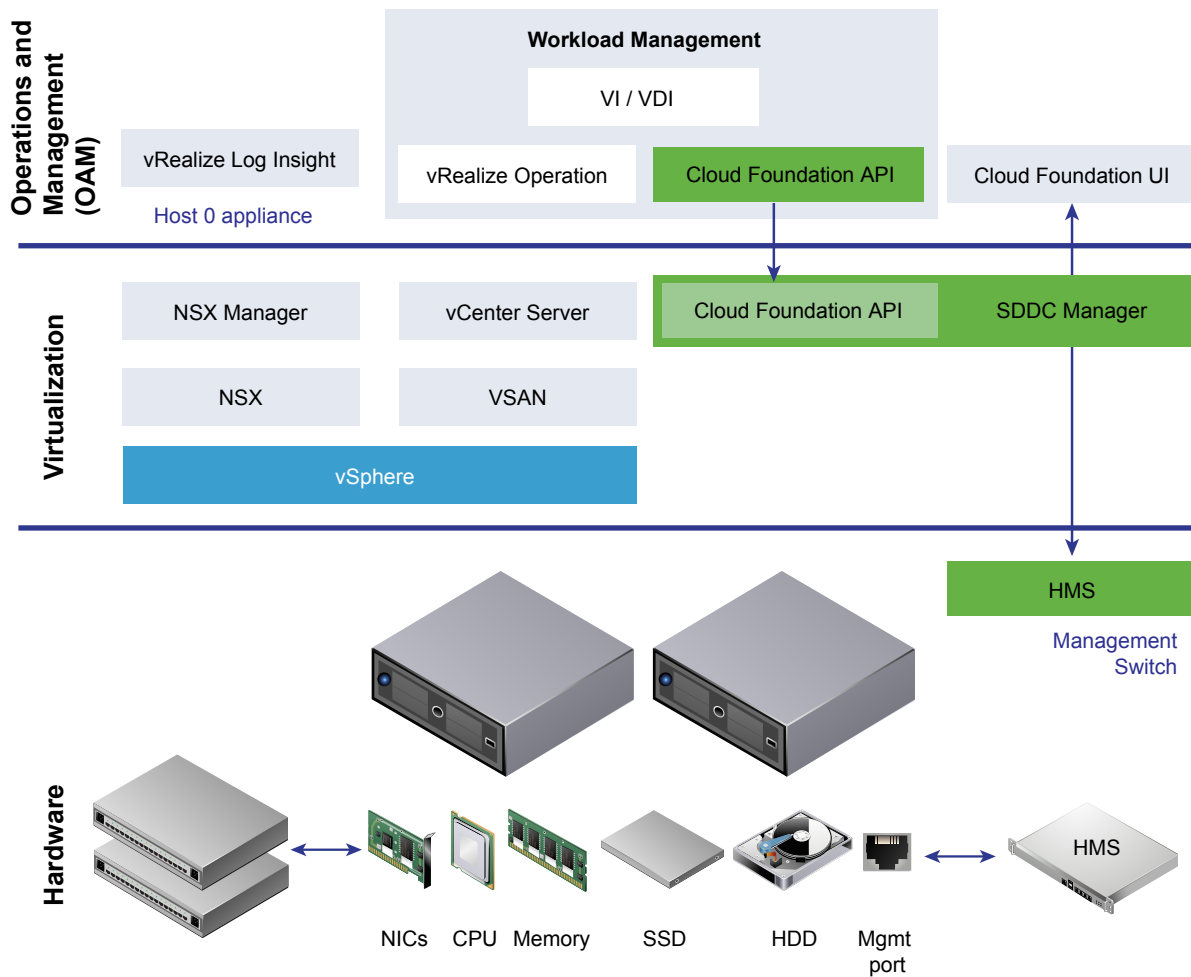 Operations and
Management
(OAM)
Workload Management
VI / VDI
vRealize Log Insight
vRealize Operation
Cloud Foundation API
Cloud Foundation UI
Host 0 appliance
Virtualization
NSX Manager
vCenter Server
Cloud Foundation API
SDDC Manager
NSX
VSAN
vSphere
HMS
Management
Switch
Hardware
HMS
NICs
CPU
Memory
SSD
HDD
Mgmt
port